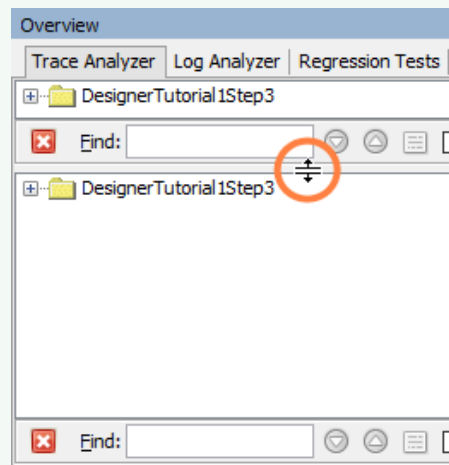 Overview
Trace Analyzer Log Analyzer Regression Tests
DesignerTutorial1Step3
Find:
DesignerTutorial1Step3
Find: